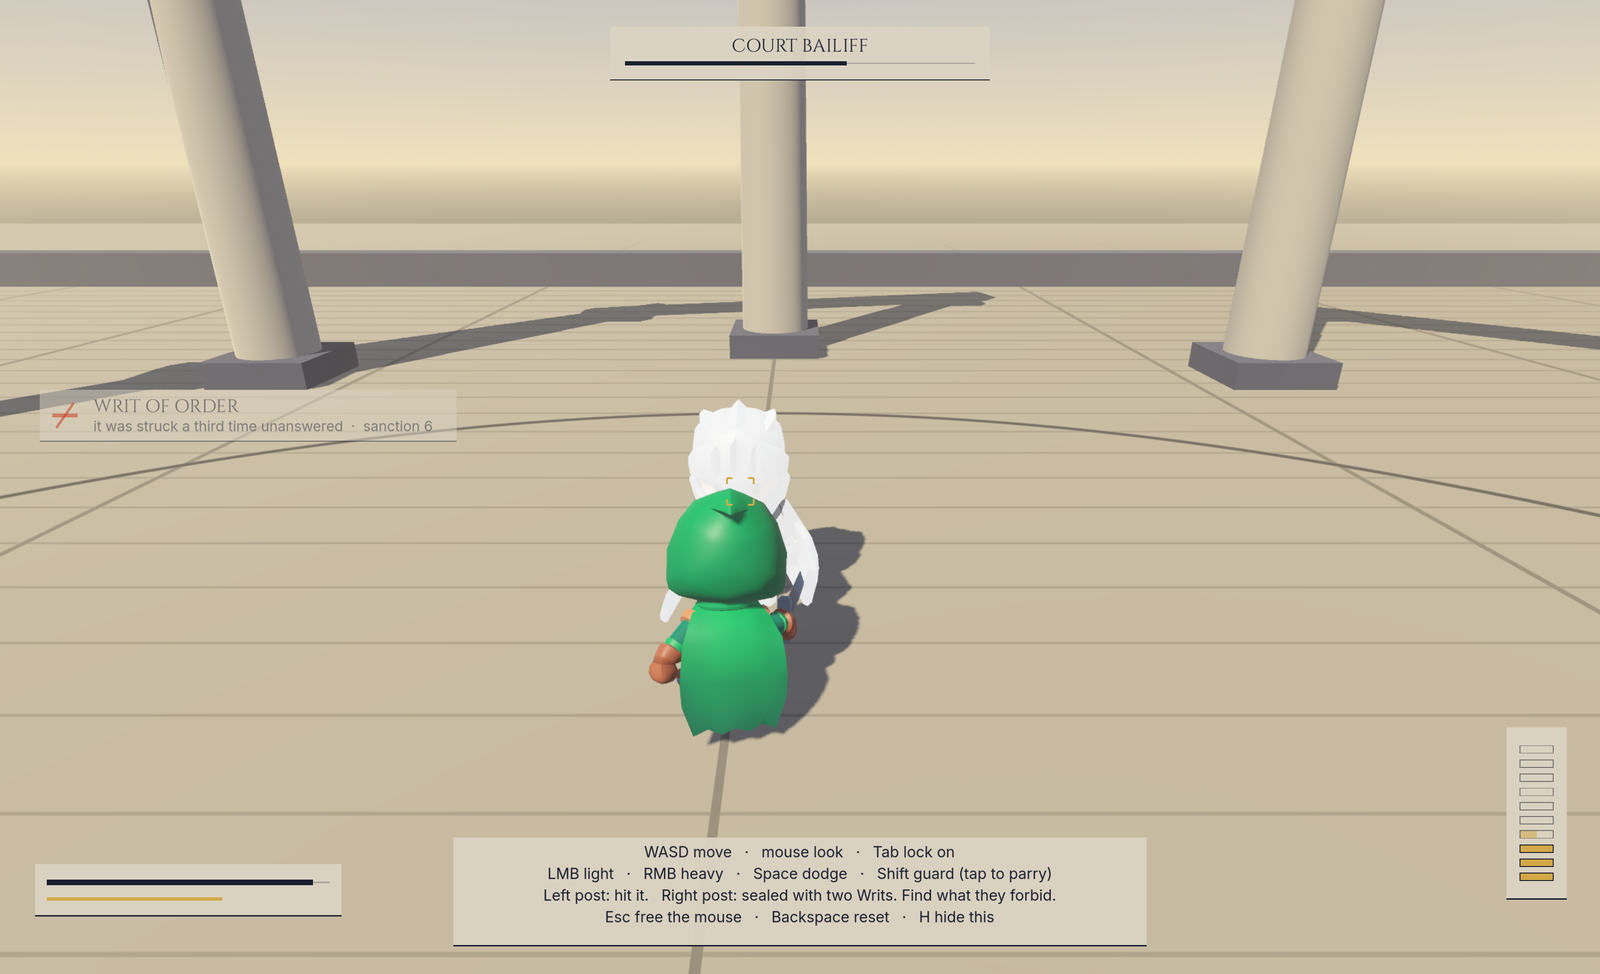 COURT BAILIFF
WRIT OF ORDER
it was struck a third time unanswered · sanction 6
WASD move · mouse look · Tab lock on
LMB light · RMB heavy · Space dodge · Shift guard (tap to parry)
Left post: hit it. Right post: sealed with two Writs. Find what they forbid.
Esc free the mouse · Backspace reset · H hide this